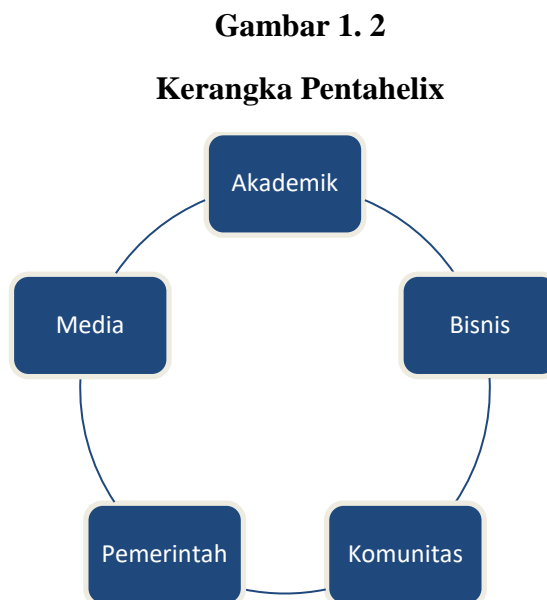 Gambar 1. 2
Kerangka Pentahelix
Akademik
Media
Bisnis
Pemerintah
Komunitas